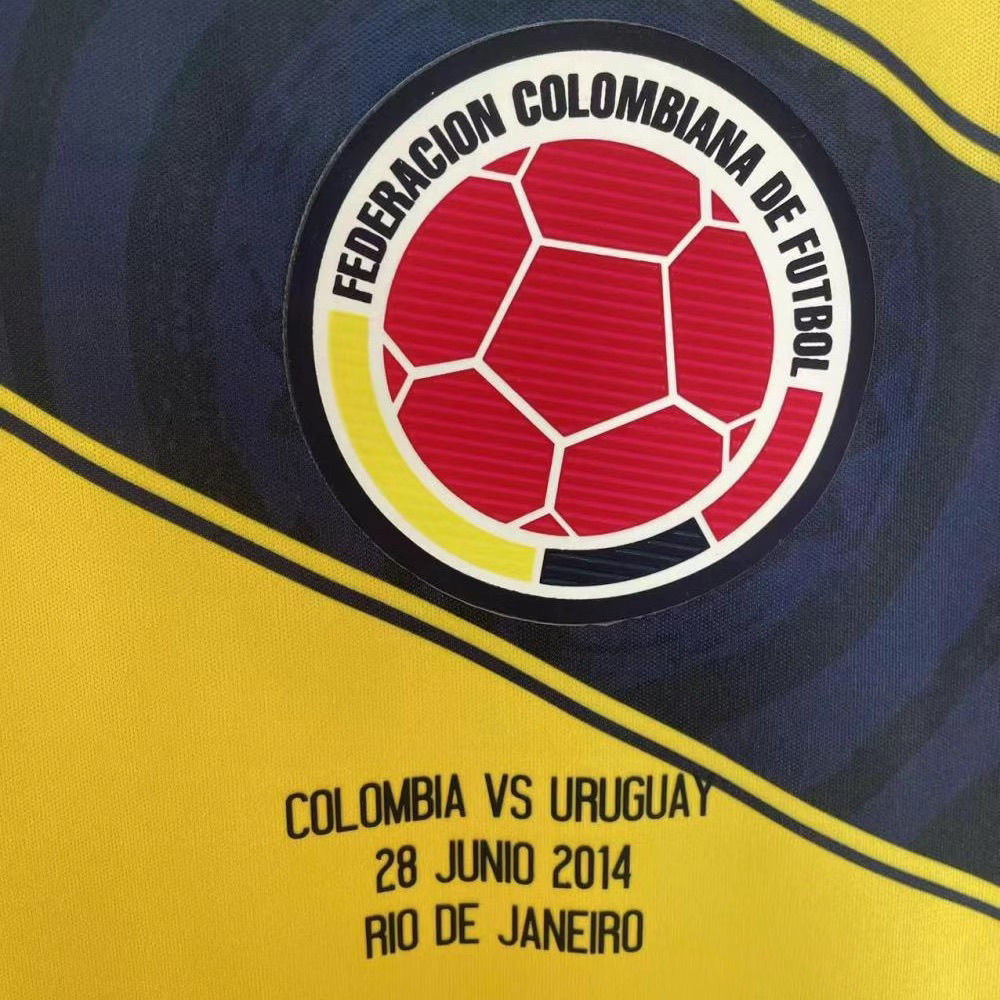 FEDERACION COLOMBIANA DE FUTBOL
COLOMBIA VS URUGUAY
28 JUNIO 2014
RIO DE JANEIRO